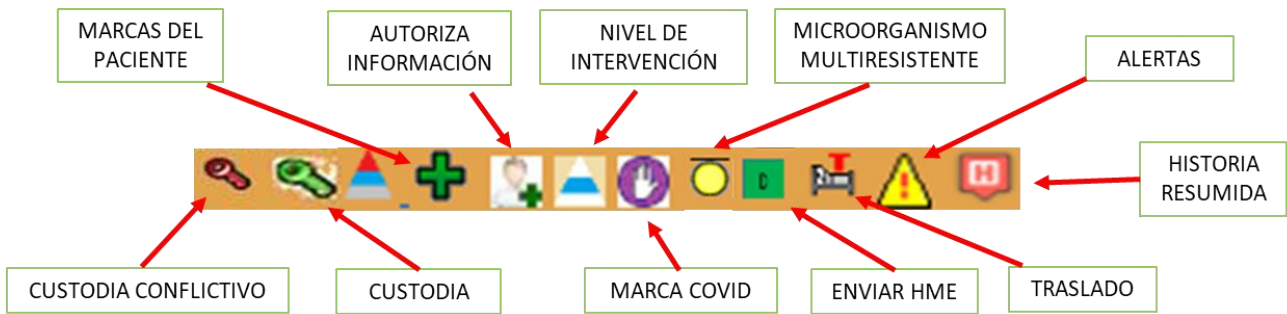 MARCAS DEL
PACIENTE
AUTORIZA
INFORMACIÓN
NIVEL DE
INTERVENCIÓN
MICROORGANISMO
MULTIRESISTENTE
ALERTAS
D
H
HISTORIA
RESUMIDA
CUSTODIA CONFLICTIVO
CUSTODIA
MARCA COVID
ENVIAR HME
TRASLADO